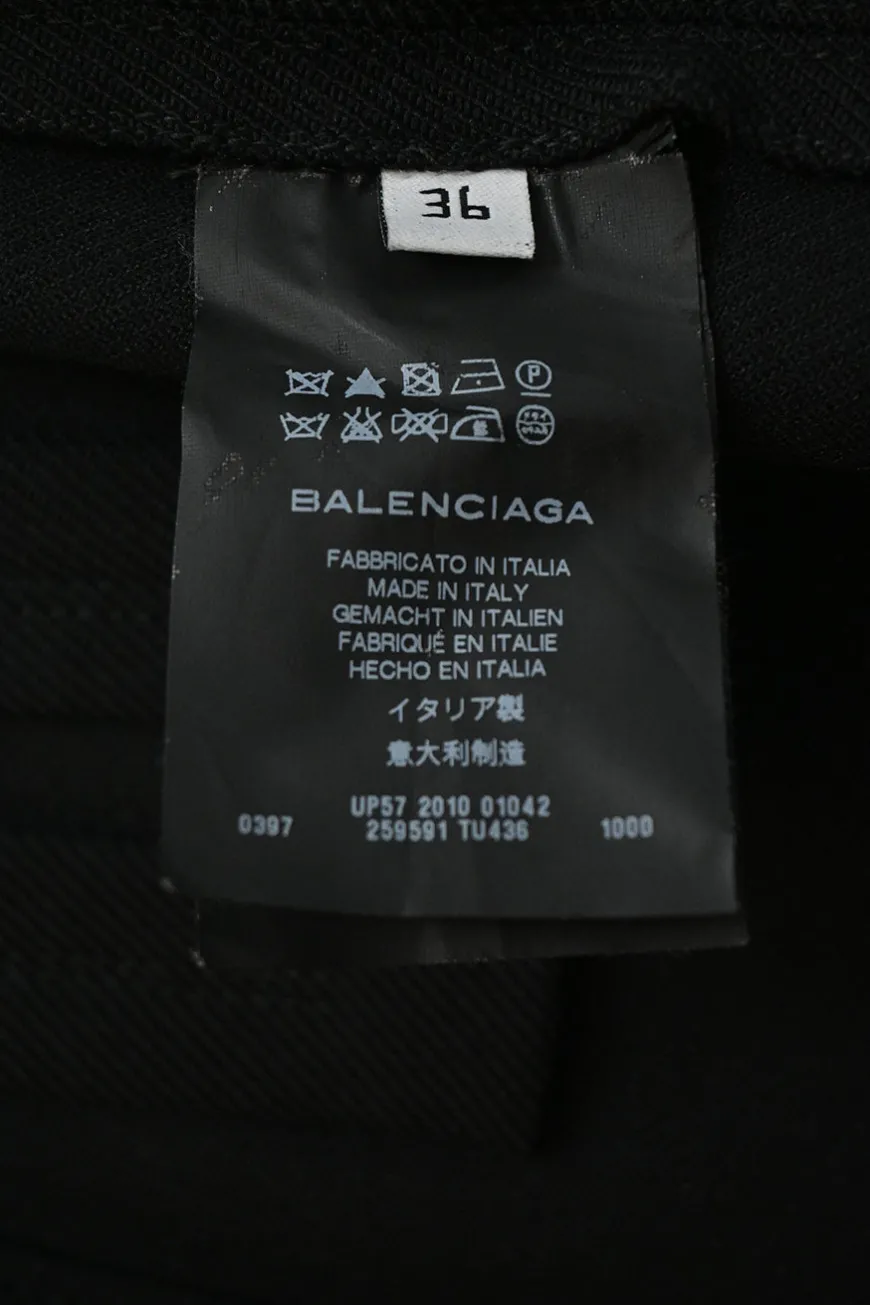 36
P
BALENCIAGA
FABBRICATO IN ITALIA
MADE IN ITALY
GEMACHT IN ITALIEN
FABRIQUÉ EN ITALIE
HECHO EN ITALIA
イタリア製
意大利制造
UP57 2010 01042
0397 259591 TU436 1000